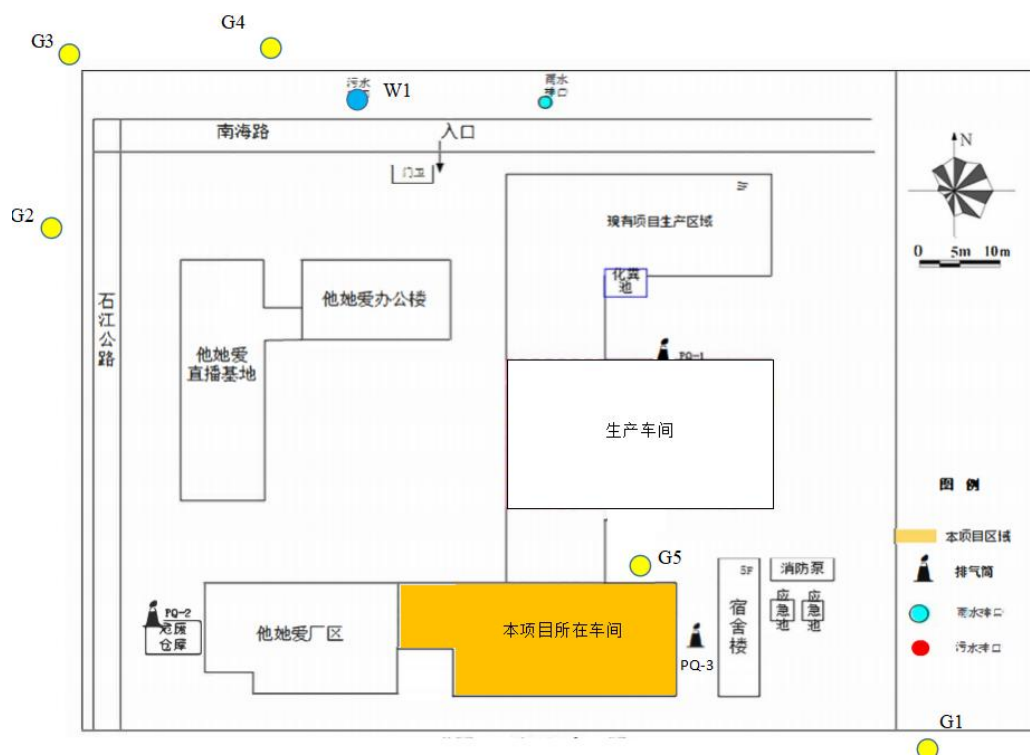 G4
G3
污水
W1
雨水
排口
南海路
入口
N
门卫
G2
现有项目生产区域
0 5m 10m
化粪
池
他她爱办公楼
石江公路
PQ-1
他她爱
直播基地
生产车间
图 例
本项目区域
G5
5F
消防泵
排气筒
PQ-2
危废
仓库
他她爱厂区
本项目所在车间
宿舍楼
应急池
应急池
雨水排口
PQ-3
污水排口
G1